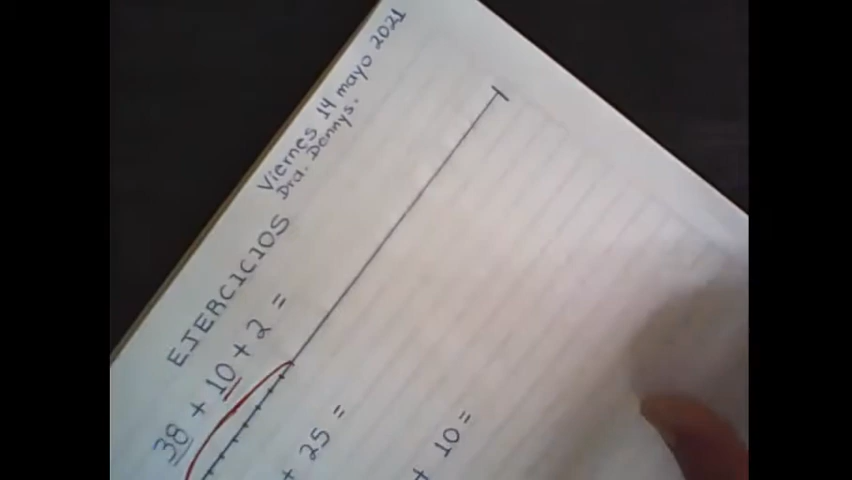 Viernes 14 mayo 2021
Dra. Dennys.
EJERCICIOS
38 + 10 + 2 =
+ 25 =
+ 10 =